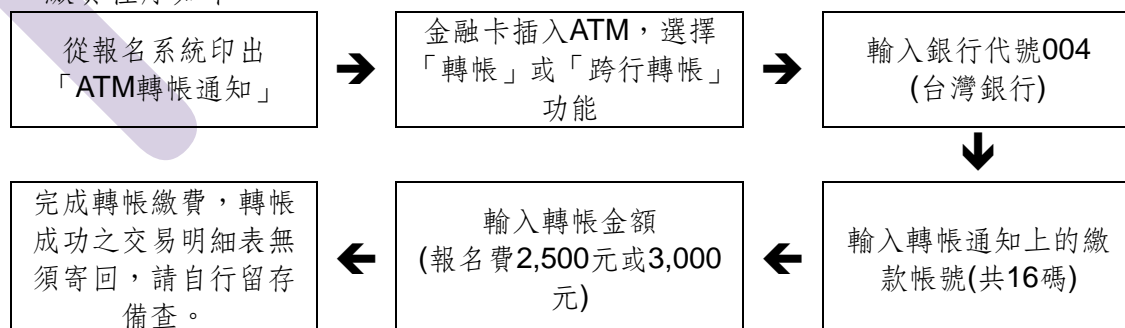 從報名系統印出
「ATM轉帳通知」
金融卡插入ATM，選擇
「轉帳」或「跨行轉帳」
功能
輸入銀行代號004
(台灣銀行)
輸入轉帳通知上的繳
款帳號(共16碼)
輸入轉帳金額
(報名費2,500元或3,000
元)
完成轉帳繳費，轉帳
成功之交易明細表無
須寄回，請自行留存
備查。